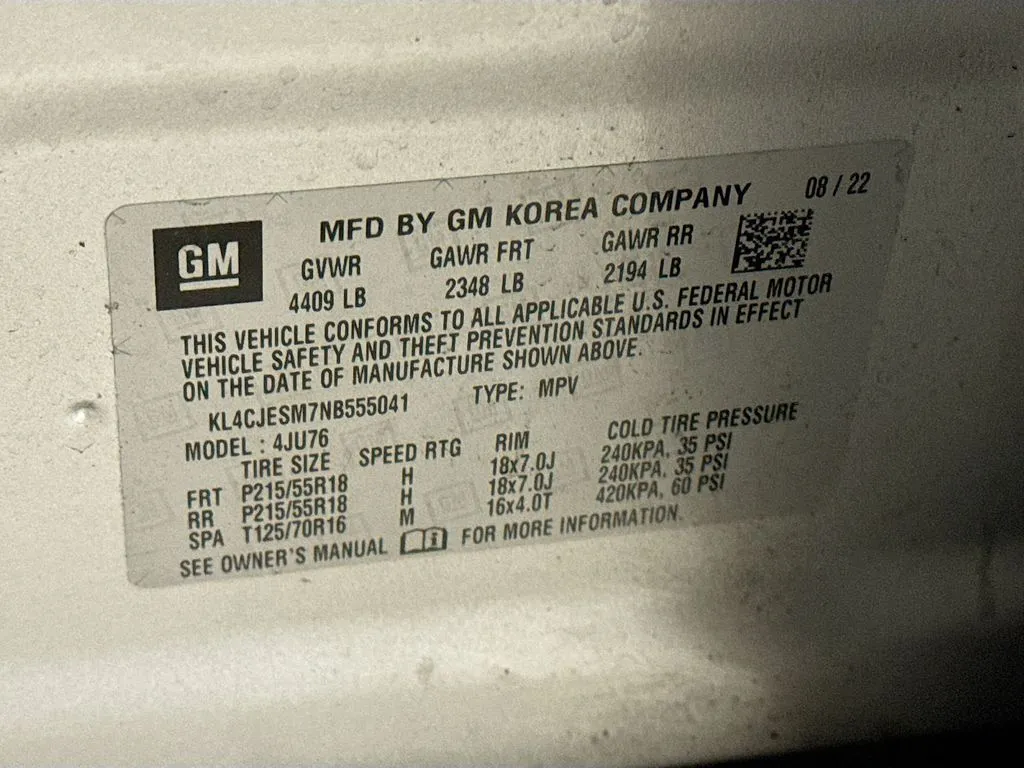 GM
MFD BY GM KOREA COMPANY 08 / 22
GVWR GAWR FRT GAWR RR
4409 LB 2348 LB 2194 LB
THIS VEHICLE CONFORMS TO ALL APPLICABLE U.S. FEDERAL MOTOR
VEHICLE SAFETY AND THEFT PREVENTION STANDARDS IN EFFECT
ON THE DATE OF MANUFACTURE SHOWN ABOVE.
KL4CJESM7NB555041 TYPE: MPV
MODEL : 4JU76
TIRE SIZE SPEED RTG RIM COLD TIRE PRESSURE
FRT P215/55R18 H 18x7.0J 240KPA, 35 PSI
RR P215/55R18 H 18x7.0J 240KPA, 35 PSI
SPA T125/70R16 M 16x4.0T 420KPA, 60 PSI
SEE OWNER'S MANUAL FOR MORE INFORMATION.